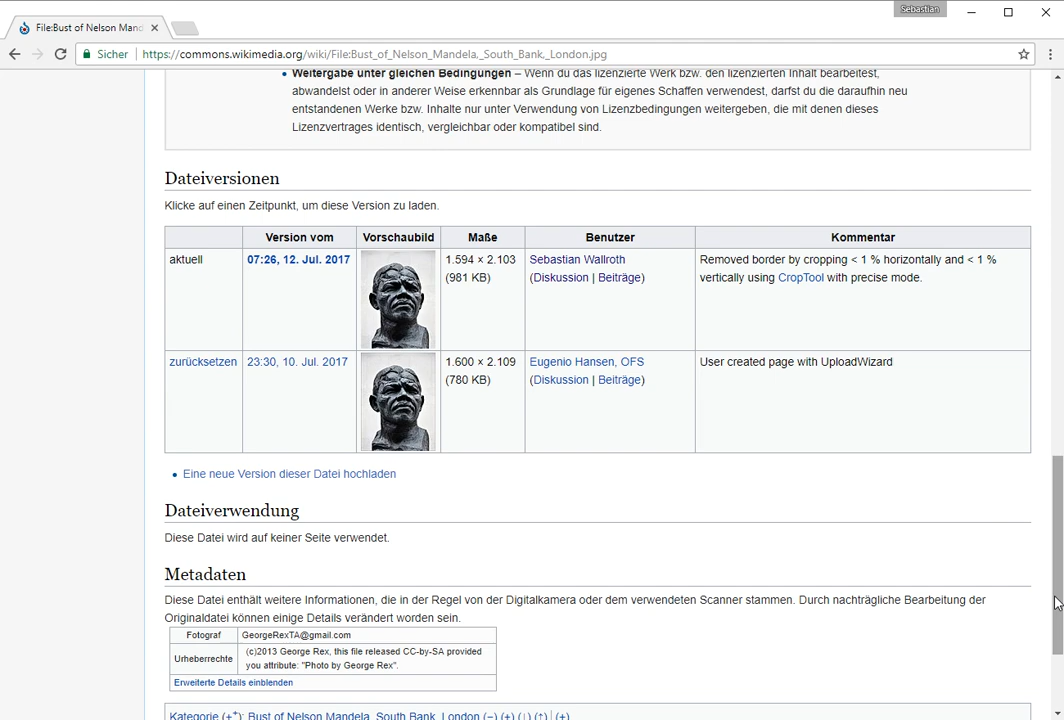 Sebastian
File:Bust of Nelson Mand
Sicher
https://commons.wikimedia.org/wiki/File:Bust_of_Nelson_Mandela,_South_Bank,_London.jpg
• Weitergabe unter gleichen Bedingungen – Wenn du das lizenzierte Werk bzw. den lizenzierten Inhalt bearbeitest,
abwandelst oder in anderer Weise erkennbar als Grundlage für eigenes Schaffen verwendest, darfst du die daraufhin neu
entstandenen Werke bzw. Inhalte nur unter Verwendung von Lizenzbedingungen weitergeben, die mit denen dieses
Lizenzvertrages identisch, vergleichbar oder kompatibel sind.
Dateiversionen
Klicke auf einen Zeitpunkt, um diese Version zu laden.
Version vom Vorschaubild Maße Benutzer Kommentar
aktuell 07:26, 12. Jul. 2017 1.594 × 2.103 Sebastian Wallroth Removed border by cropping < 1 % horizontally and < 1 %
(981 KB) (Diskussion | Beiträge) vertically using CropTool with precise mode.
zurücksetzen 23:30, 10. Jul. 2017 1.600 × 2.109 Eugenio Hansen, OFS User created page with UploadWizard
(780 KB) (Diskussion | Beiträge)
• Eine neue Version dieser Datei hochladen
Dateiverwendung
Diese Datei wird auf keiner Seite verwendet.
Metadaten
Diese Datei enthält weitere Informationen, die in der Regel von der Digitalkamera oder dem verwendeten Scanner stammen. Durch nachträgliche Bearbeitung der
Originaldatei können einige Details verändert worden sein.
Fotograf GeorgeRexTA@gmail.com
Urheberrechte (c)2013 George Rex, this file released CC-by-SA provided
you attribute: "Photo by George Rex".
Erweiterte Details einblenden
Kategorie (+⁺): Bust of Nelson Mandela, South Bank, London (−) (±) (↓) (↑) | (+)